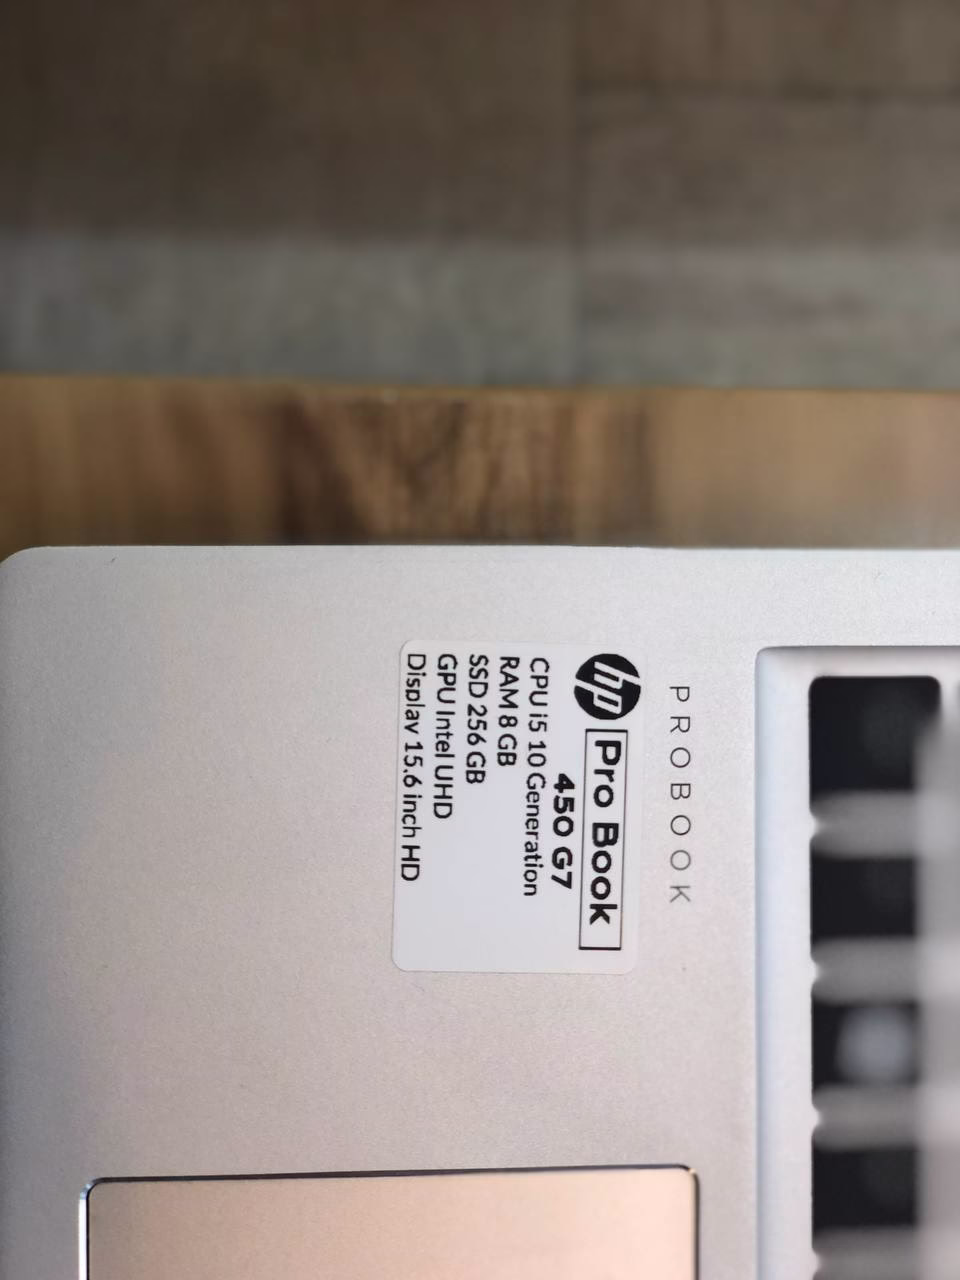 PROBOOK
hp Pro Book
450 G7
CPU i5 10 Generation
RAM 8 GB
SSD 256 GB
GPU Intel UHD
Display 15.6 inch HD